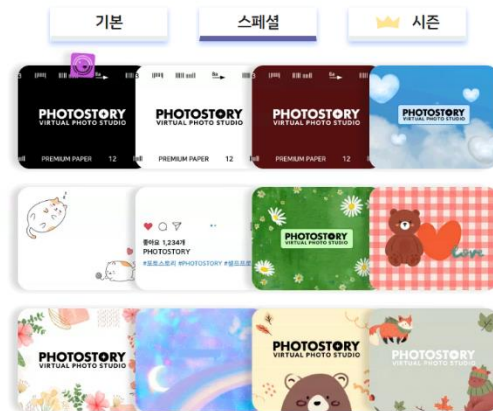 기본
스페셜
시즌
PHOTOSTORY
VIRTUAL PHOTO STUDIO
PREMIUM PAPER 12
PHOTOSTORY
VIRTUAL PHOTO STUDIO
PREMIUM PAPER 12
PHOTOSTORY
VIRTUAL PHOTO STUDIO
PREMIUM PAPER 12
PHOTOSTORY
VIRTUAL PHOTO STUDIO
좋아요 1,234개
PHOTOSTORY
#포토스토리 #PHOTOSTORY
PHOTOSTORY
VIRTUAL PHOTO STUDIO
Love
PHOTOSTORY
VIRTUAL PHOTO STUDIO
PHOTOSTORY
VIRTUAL PHOTO STUDIO
PHOTOSTORY
VIRTUAL PHOTO STUDIO